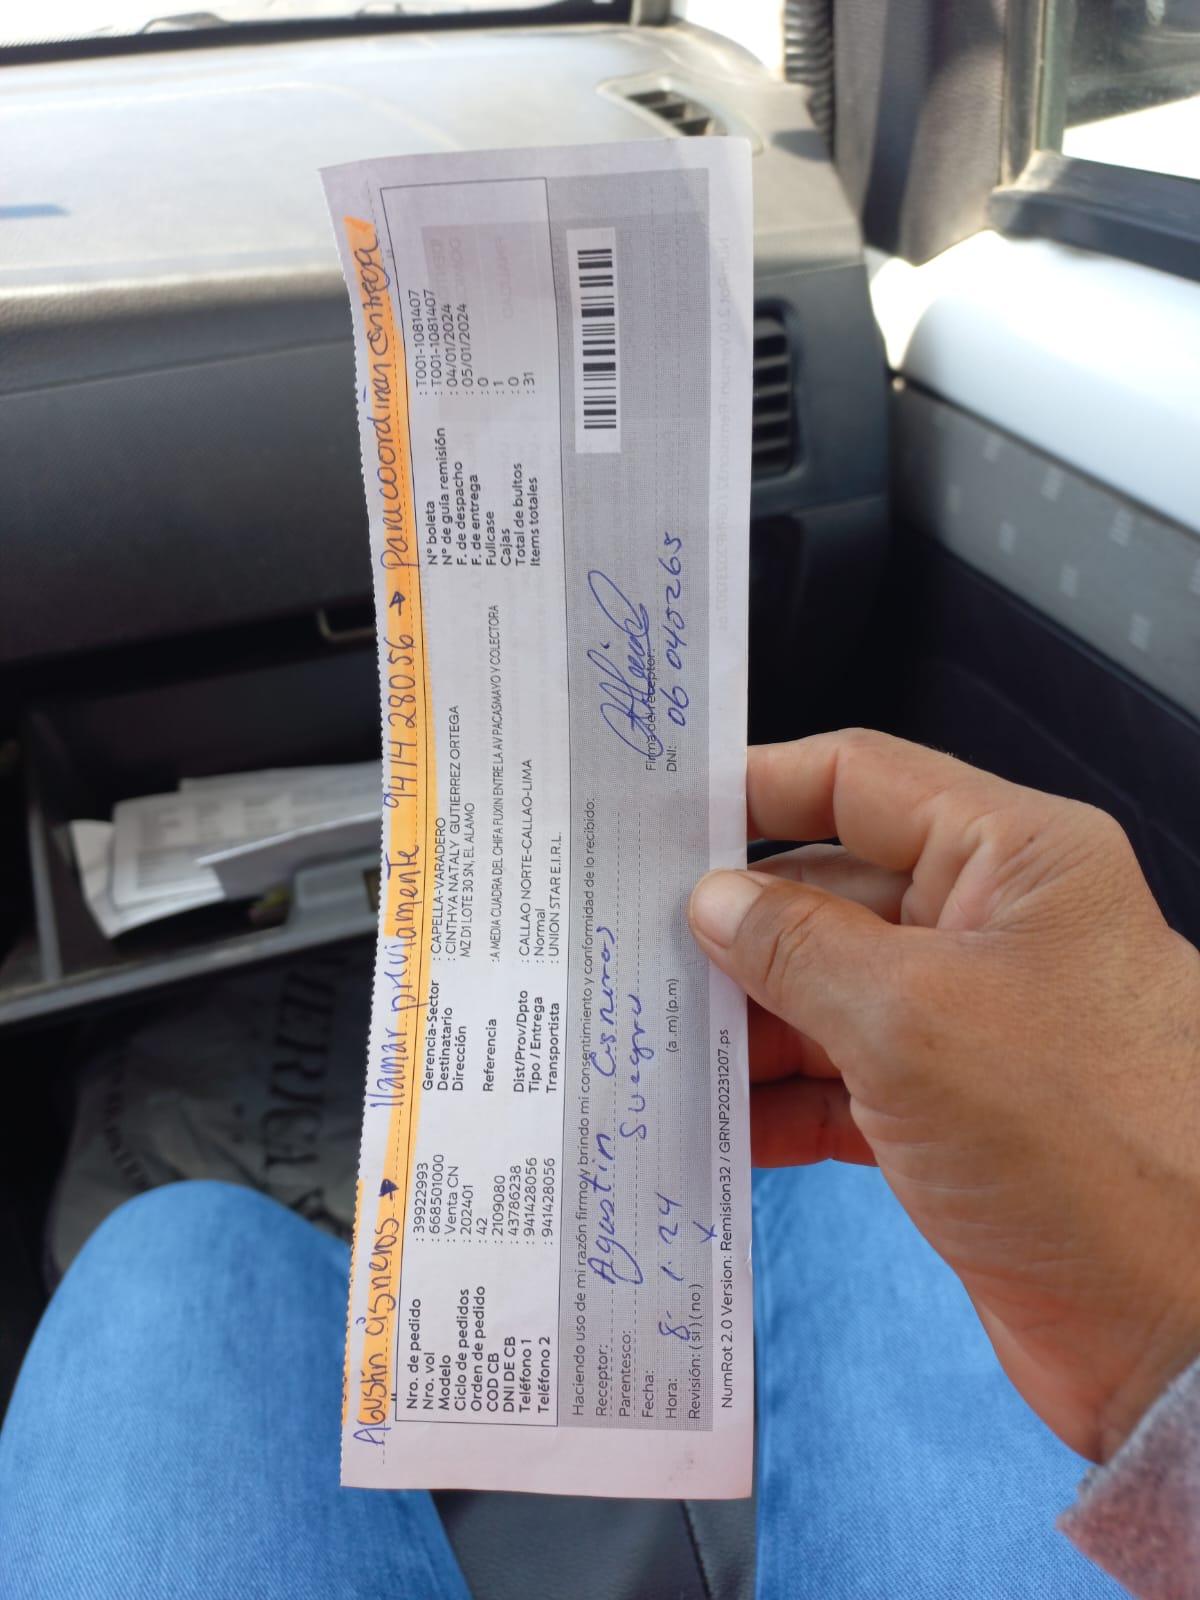 Agustín Cisneros → llamar previamente 941428056 → para coordinar entrega
Nro. de pedido : 39922993
Nro. vol : 6685501000
Modelo : Venta CN
Ciclo de pedidos : 202401
Orden de pedido : 42
COD CB : 2109080
DNI DE CB : 43786238
Teléfono 1 : 941428056
Teléfono 2 : 941428056
Gerencia-Sector : CAPELLA-VARADERO
Destinatario : CINTHYA NATALY GUTIERREZ ORTEGA
Dirección MZ D1 LOTE 30 SN, EL ALAMO
Referencia : A MEDIA CUADRA DEL CHIFA FUXIN ENTRE LA AV PACASMAYO Y COLECTORA
Dist/Prov/Dpto : CALLAO NORTE-CALLAO-LIMA
Tipo / Entrega : Normal
Transportista : UNION STAR E.I.R.L.
N° boleta : T001-1081407
N° de guía remisión : T001-1081407
F. de despacho : 04/01/2024
F. de entrega : 05/01/2024
Fullcase : 0
Cajas : 1
Total de bultos : 0
Items totales : 31
Haciendo uso de mi razón firmo y brindo mi consentimiento y conformidad de lo recibido:
Receptor: Agustin Cisneros
Parentesco: Suegro
Fecha: 8-1-24
Hora: (a.m) (p.m)
Revisión: ( si ) ( no ) x
Firma del receptor:
DNI: 06040265
NumRot 2.0 Version: Remision32 / GRNP20231207.ps